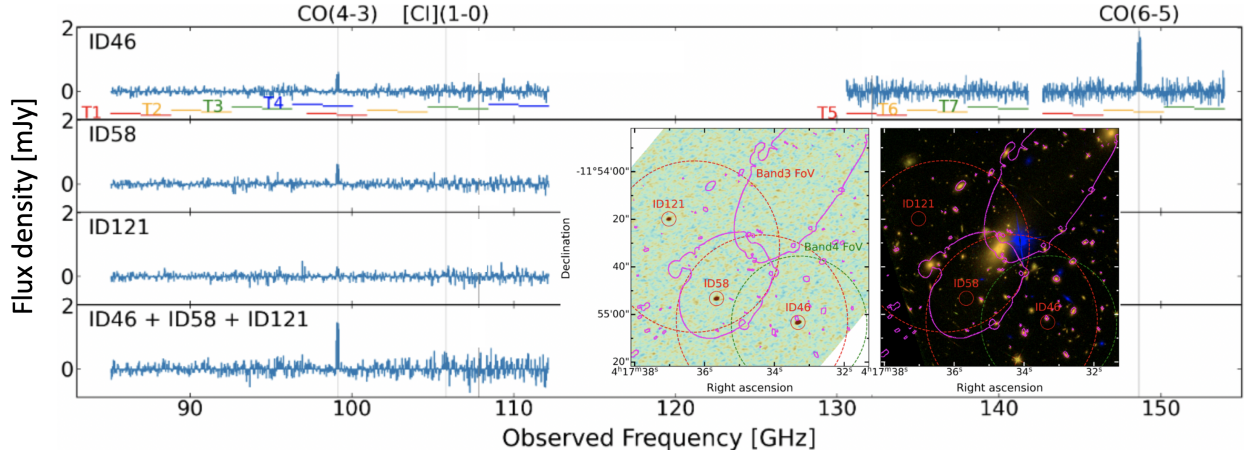 CO(4-3) [CI](1-0) CO(6-5)
Flux density [mJy]
2
ID46
0
T1 T2 T3 T4 T5 T6 T7
2
ID58
0
2
ID121
0
2
ID46 + ID58 + ID121
0
90 100 110 120 130 140 150
Observed Frequency [GHz]
Declination
-11°54'00"
20"
40"
55'00"
20"
Band3 FoV
ID121
Band4 FoV
ID58
ID46
4ʰ17ᵐ38ˢ 36ˢ 34ˢ 32ˢ
Right ascension
ID121
ID58
ID46
4ʰ17ᵐ38ˢ 36ˢ 34ˢ 32ˢ
Right ascension